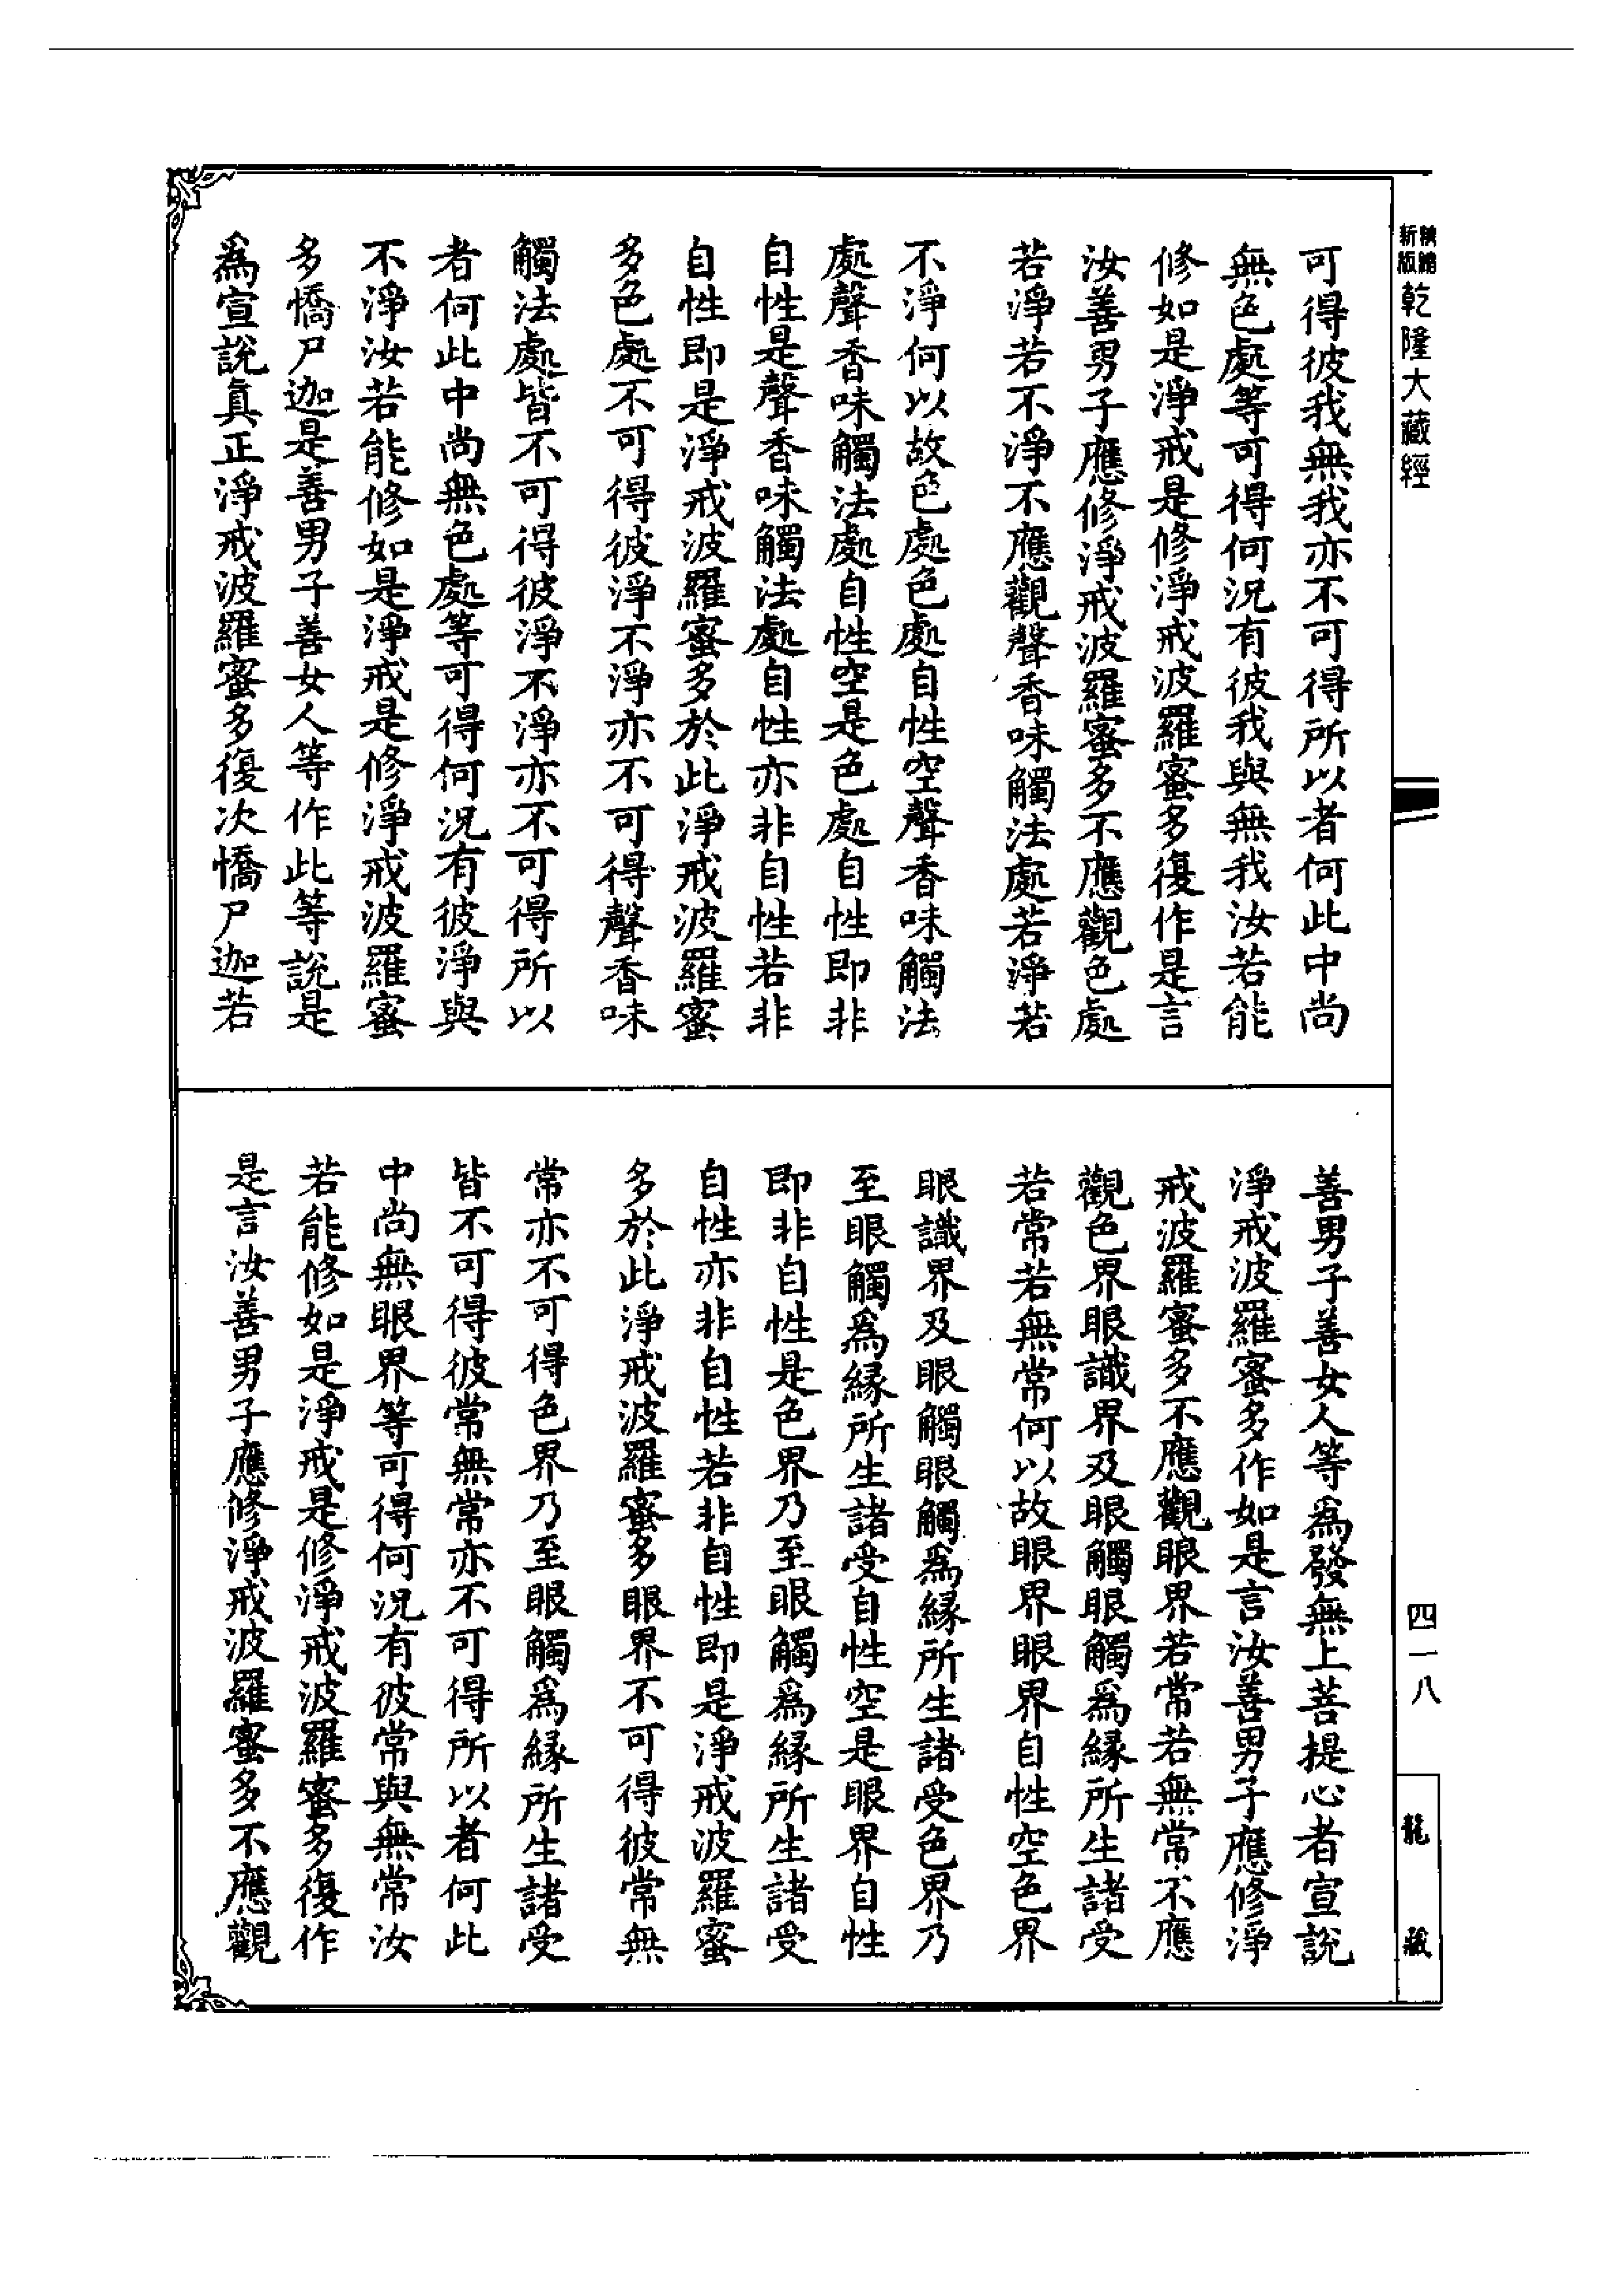 新版精縮乾隆大藏經
可得彼我無我亦不可得所以者何此中尚
無色處等可得何況有彼我與無我汝若能
修如是淨戒是修淨戒波羅蜜多復作是言
汝善男子應修淨戒波羅蜜多不應觀色處
若淨若不淨不應觀聲香味觸法處若淨若
不淨何以故色處色處自性空聲香味觸法
處聲香味觸法處自性空是色處自性即非
自性是聲香味觸法處自性亦非自性若非
自性即是淨戒波羅蜜多於此淨戒波羅蜜
多色處不可得彼淨不淨亦不可得聲香味
觸法處皆不可得彼淨不淨亦不可得所以
者何此中尚無色處等可得何況有彼淨與
不淨汝若能修如是淨戒是修淨戒波羅蜜
多憍尸迦是善男子善女人等作此等說是
爲宣說真正淨戒波羅蜜多復次憍尸迦若
善男子善女人等爲發無上菩提心者宣說
淨戒波羅蜜多作如是言汝善男子應修淨
戒波羅蜜多不應觀眼界若常若無常不應
觀色界眼識界及眼觸眼觸爲緣所生諸受
若常若無常何以故眼界眼界自性空色界
眼識界及眼觸眼觸爲緣所生諸受色界乃
至眼觸爲緣所生諸受自性空是眼界自性
即非自性是色界乃至眼觸爲緣所生諸受
自性亦非自性若非自性即是淨戒波羅蜜
多於此淨戒波羅蜜多眼界不可得彼常無
常亦不可得色界乃至眼觸爲緣所生諸受
皆不可得彼常無常亦不可得所以者何此
中尚無眼界等可得何況有彼常與無常汝
若能修如是淨戒是修淨戒波羅蜜多復作
是言汝善男子應修淨戒波羅蜜多不應觀
四一八
龍藏